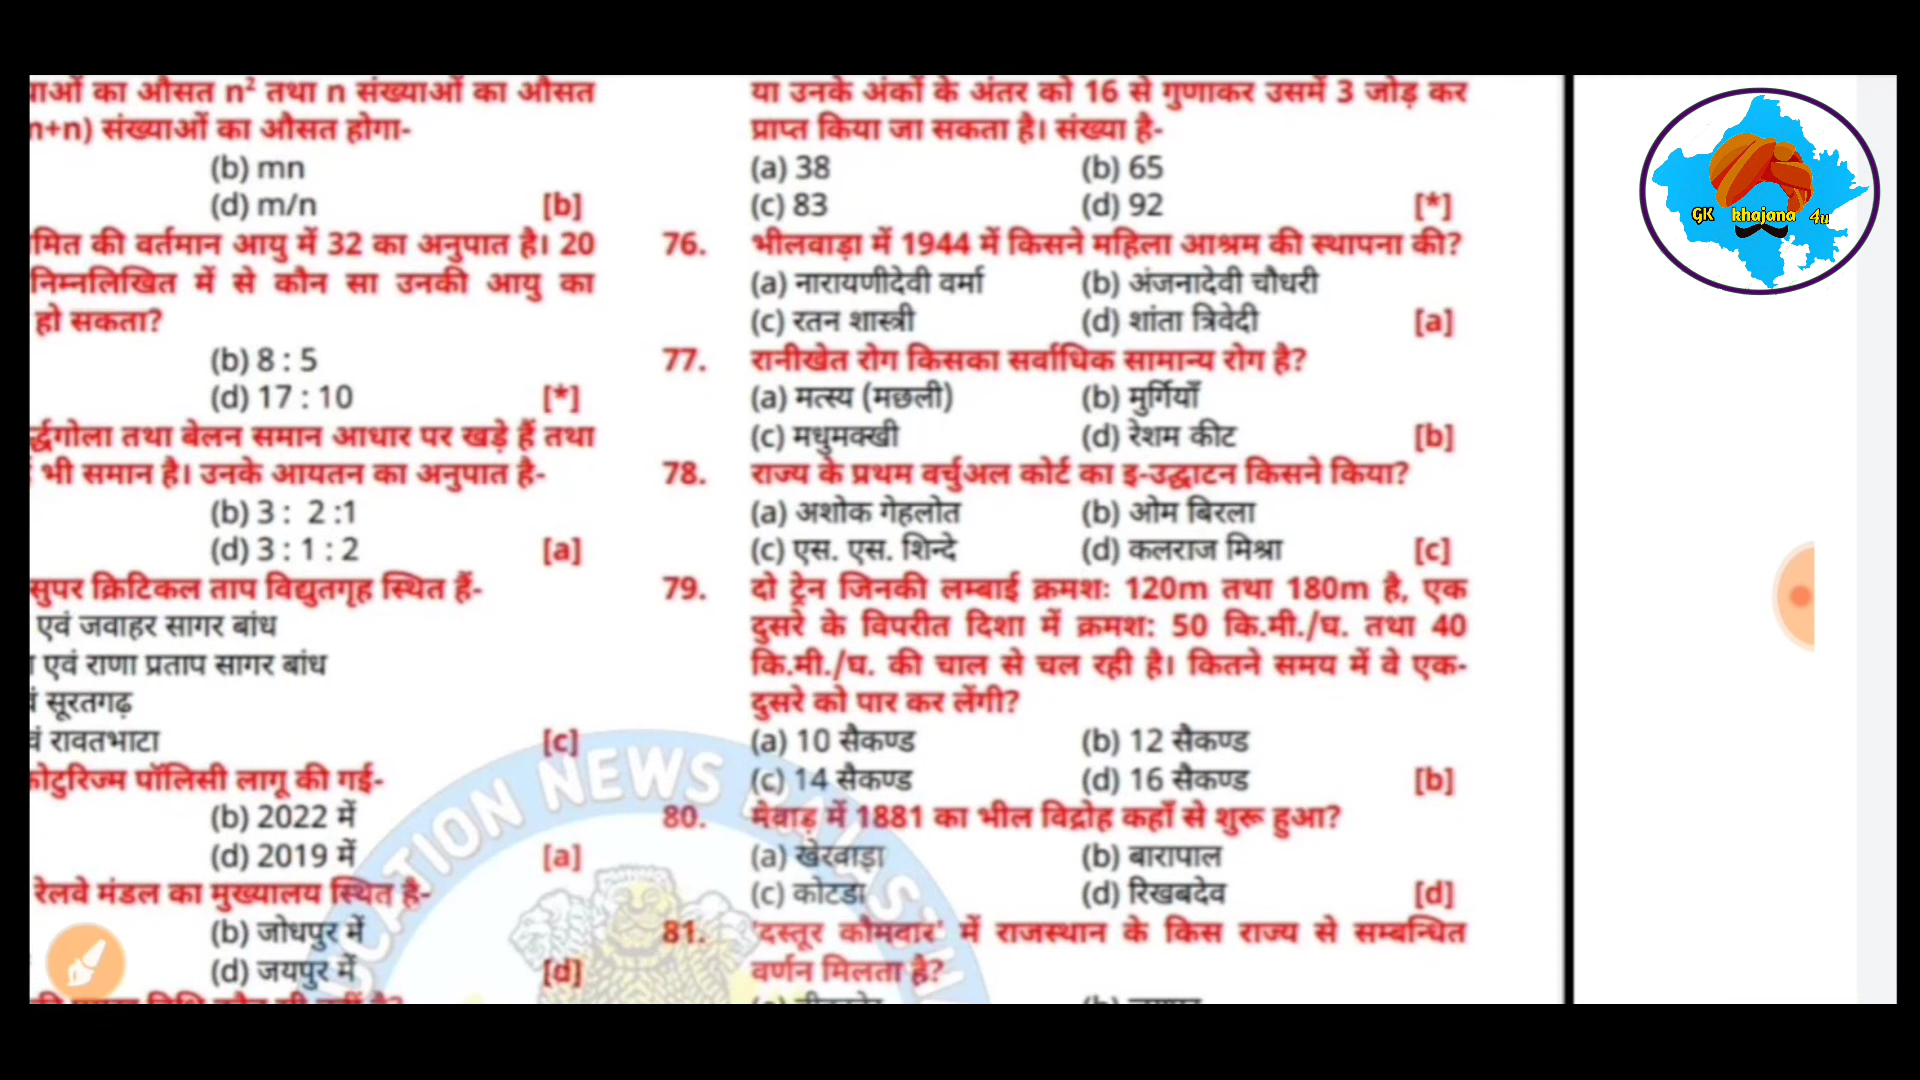 ाओं का औसत n² तथा n संख्याओं का औसत
n+n) संख्याओं का औसत होगा-
(b) mn
(d) m/n [b]
मित की वर्तमान आयु में 32 का अनुपात है। 20
निम्नलिखित में से कौन सा उनकी आयु का
हो सकता?
(b) 8 : 5
(d) 17 : 10 [*]
र्द्धगोला तथा बेलन समान आधार पर खड़े हैं तथा
भी समान है। उनके आयतन का अनुपात है-
(b) 3 : 2 :1
(d) 3 : 1 : 2 [a]
सुपर क्रिटिकल ताप विद्युतगृह स्थित हैं-
एवं जवाहर सागर बांध
एवं राणा प्रताप सागर बांध
सूरतगढ़
वं रावतभाटा [c]
कोटुरिज्म पॉलिसी लागू की गई-
(b) 2022 में
(d) 2019 में [a]
रेलवे मंडल का मुख्यालय स्थित है-
(b) जोधपुर में
(d) जयपुर में [d]
या उनके अंकों के अंतर को 16 से गुणाकर उसमें 3 जोड़ कर
प्राप्त किया जा सकता है। संख्या है-
(a) 38 (b) 65
(c) 83 (d) 92 [*]
76. भीलवाड़ा में 1944 में किसने महिला आश्रम की स्थापना की?
(a) नारायणीदेवी वर्मा (b) अंजनादेवी चौधरी
(c) रतन शास्त्री (d) शांता त्रिवेदी [a]
77. रानीखेत रोग किसका सर्वाधिक सामान्य रोग है?
(a) मत्स्य (मछली) (b) मुर्गियाँ
(c) मधुमक्खी (d) रेशम कीट [b]
78. राज्य के प्रथम वर्चुअल कोर्ट का इ-उद्घाटन किसने किया?
(a) अशोक गेहलोत (b) ओम बिरला
(c) एस. एस. शिन्दे (d) कलराज मिश्रा [c]
79. दो ट्रेन जिनकी लम्बाई क्रमशः 120m तथा 180m है, एक
दुसरे के विपरीत दिशा में क्रमश: 50 कि.मी./घ. तथा 40
कि.मी./घ. की चाल से चल रही है। कितने समय में वे एक-
दुसरे को पार कर लेंगी?
(a) 10 सैकण्ड (b) 12 सैकण्ड
(c) 14 सैकण्ड (d) 16 सैकण्ड [b]
80. मेवाड़ में 1881 का भील विद्रोह कहाँ से शुरू हुआ?
(a) खेरवाड़ा (b) बारापाल
(c) कोटडा (d) रिखबदेव [d]
81. 'दस्तूर कौमवार' में राजस्थान के किस राज्य से सम्बन्धित
वर्णन मिलता है?
GK khajana 4u